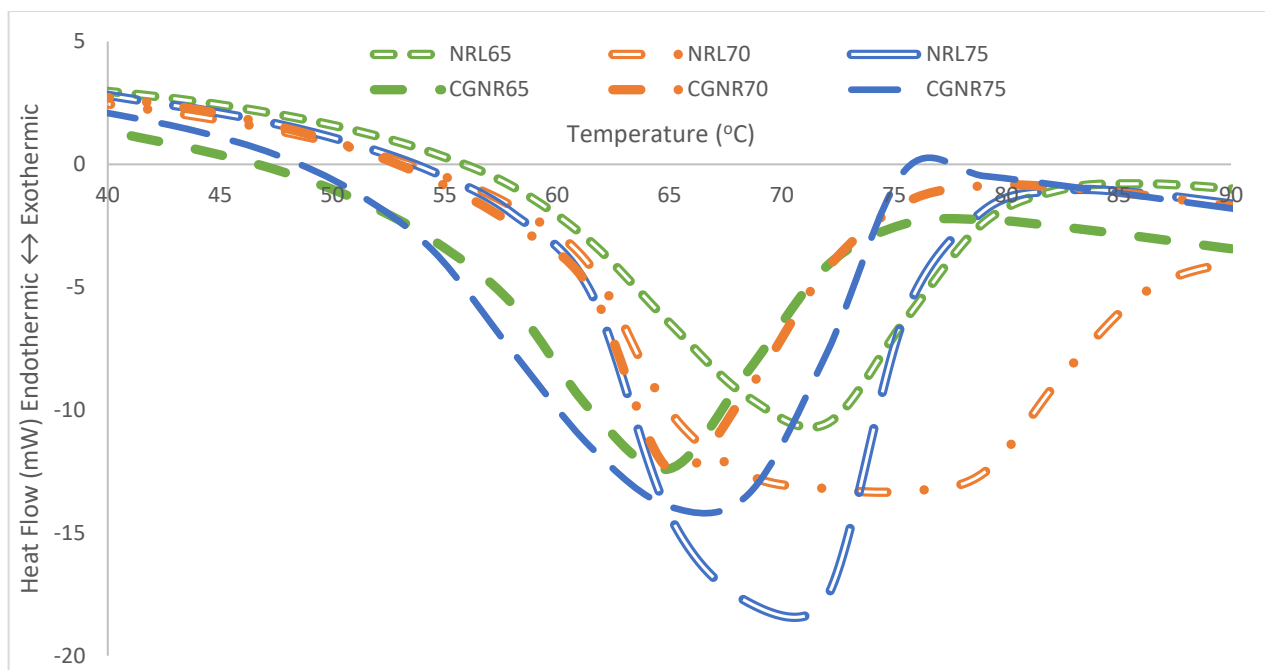 5
NRL65 NRL70 NRL75
CGNR65 CGNR70 CGNR75
Temperature (ºC)
0
40 45 50 55 60 65 70 75 80 85 90
-5
-10
-15
-20
Heat Flow (mW) Endothermic ↔ Exothermic